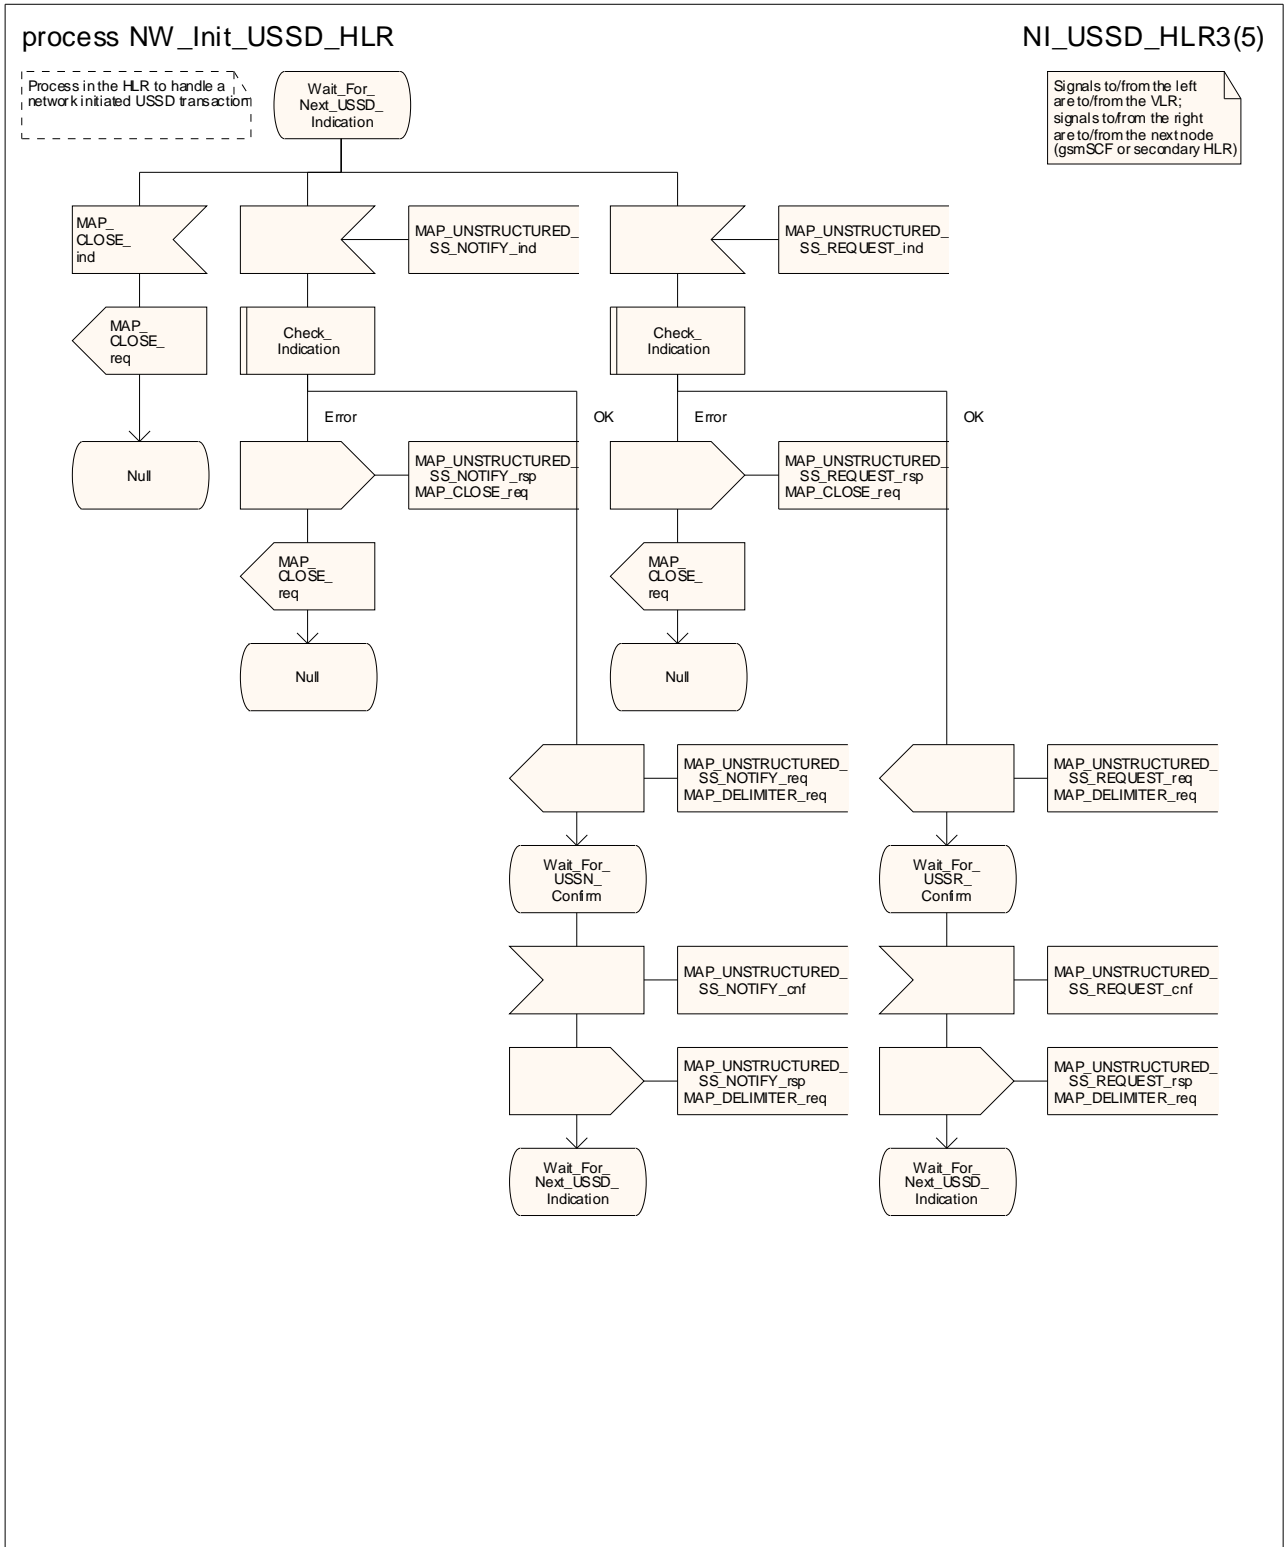 process NW_Init_USSD_HLR
NI_USSD_HLR3(5)
Process in the HLR to handle a
network initiated USSD transaction
Wait_For_
Next_USSD_
Indication
Signals to/from the left
are to/from the VLR;
signals to/from the right
are to/from the next node
(gsmSCF or secondary HLR)
MAP_
CLOSE_
ind
MAP_UNSTRUCTURED_
SS_NOTIFY_ind
MAP_UNSTRUCTURED_
SS_REQUEST_ind
MAP_
CLOSE_
req
Check_
Indication
Check_
Indication
Error
OK
Error
OK
Null
MAP_UNSTRUCTURED_
SS_NOTIFY_rsp
MAP_CLOSE_req
MAP_UNSTRUCTURED_
SS_REQUEST_rsp
MAP_CLOSE_req
MAP_
CLOSE_
req
MAP_
CLOSE_
req
Null
Null
MAP_UNSTRUCTURED_
SS_NOTIFY_req
MAP_DELIMITER_req
MAP_UNSTRUCTURED_
SS_REQUEST_req
MAP_DELIMITER_req
Wait_For_
USSN_
Confirm
Wait_For_
USSR_
Confirm
MAP_UNSTRUCTURED_
SS_NOTIFY_cnf
MAP_UNSTRUCTURED_
SS_REQUEST_cnf
MAP_UNSTRUCTURED_
SS_NOTIFY_rsp
MAP_DELIMITER_req
MAP_UNSTRUCTURED_
SS_REQUEST_rsp
MAP_DELIMITER_req
Wait_For_
Next_USSD_
Indication
Wait_For_
Next_USSD_
Indication